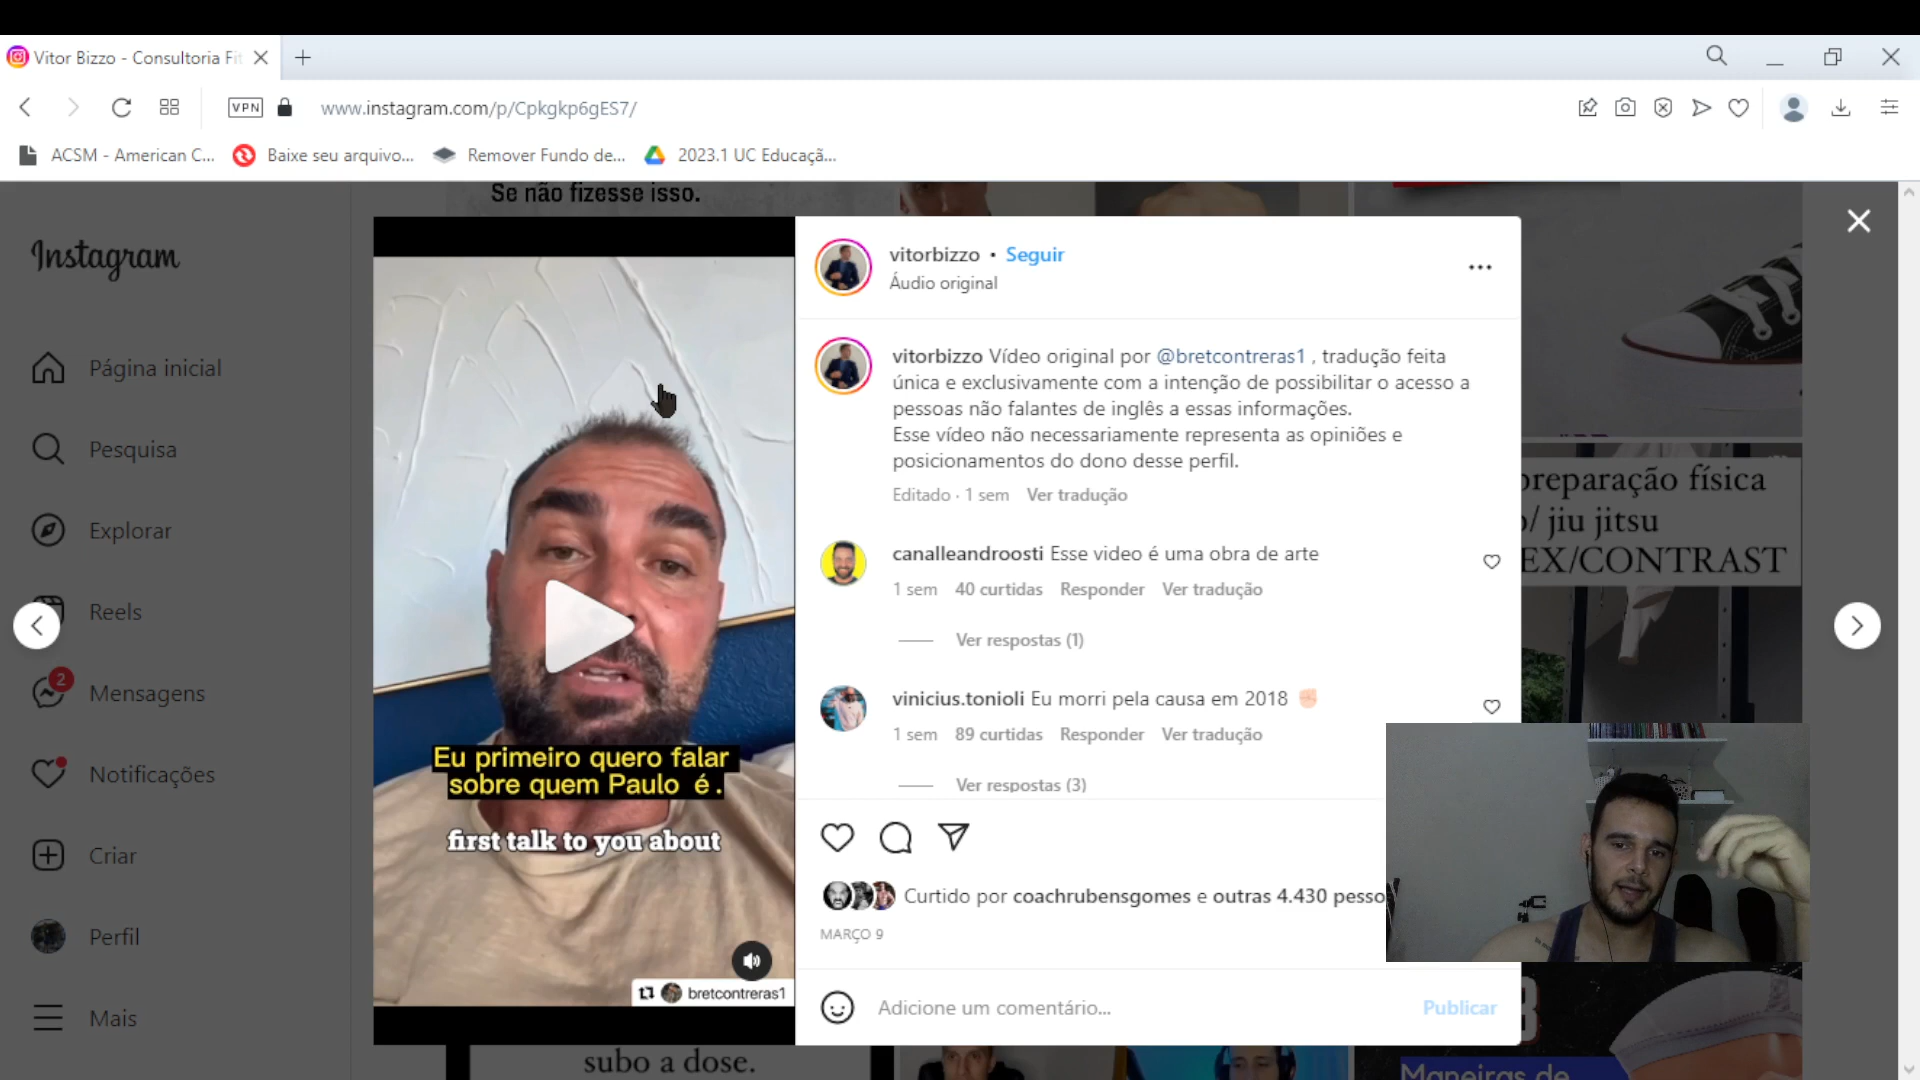 Vitor Bizzo - Consultoria Fit
VPN
www.instagram.com/p/Cpkgkp6gES7/
ACSM - American C...
Baixe seu arquivo...
Remover Fundo de...
2023.1 UC Educaçã...
Se não fizesse isso.
Instagram
Página inicial
Pesquisa
Explorar
Reels
2
Mensagens
Notificações
Criar
Perfil
Mais
Eu primeiro quero falar
sobre quem Paulo é.
first talk to you about
bretcontreras1
vitorbizzo • Seguir
Áudio original
vitorbizzo Vídeo original por @bretcontreras1 , tradução feita
única e exclusivamente com a intenção de possibilitar o acesso a
pessoas não falantes de inglês a essas informações.
Esse vídeo não necessariamente representa as opiniões e
posicionamentos do dono desse perfil.
Editado · 1 sem Ver tradução
canalleandroosti Esse video é uma obra de arte
1 sem 40 curtidas Responder Ver tradução
Ver respostas (1)
vinicius.tonioli Eu morri pela causa em 2018 ✊🏻
1 sem 89 curtidas Responder Ver tradução
Ver respostas (3)
Curtido por coachrubensgomes e outras 4.430 pesso
MARÇO 9
Adicione um comentário...
Publicar
preparação física
p/ jiu jitsu
EX/CONTRAST
subo a dose.
Maneiras de